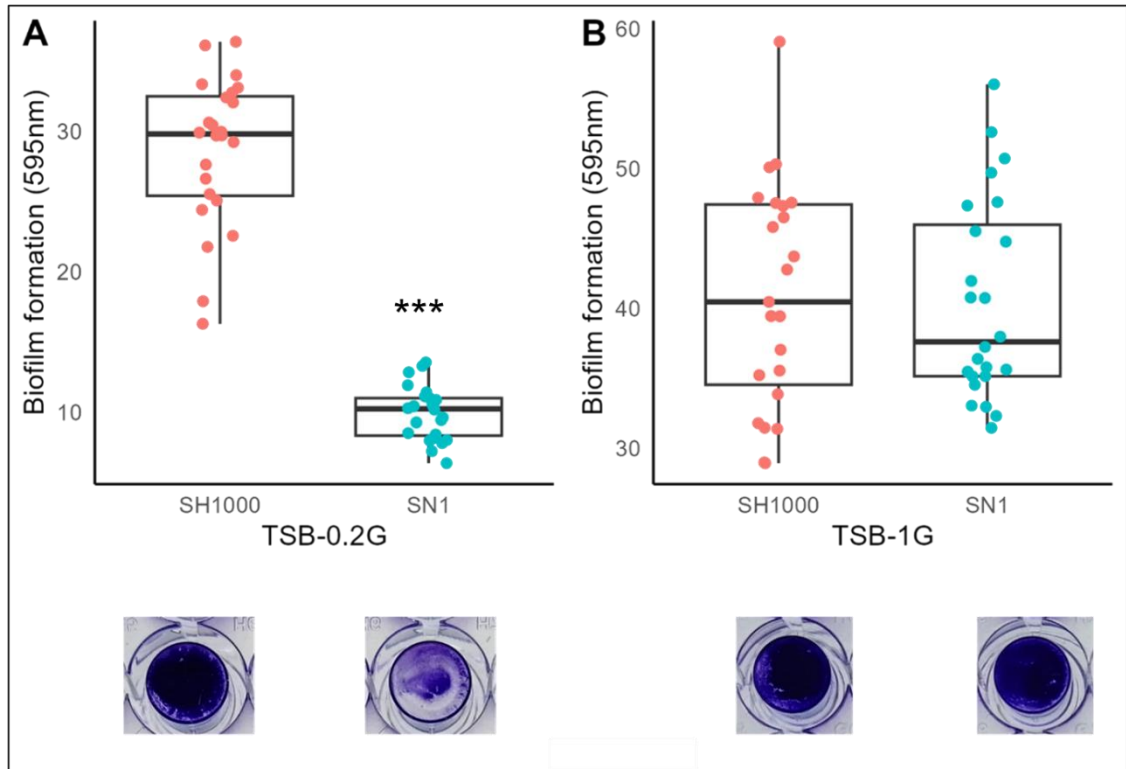 A
Biofilm formation (595nm)
30
20
10
***
SH1000 SN1
TSB-0.2G
B
Biofilm formation (595nm)
60
50
40
30
SH1000 SN1
TSB-1G